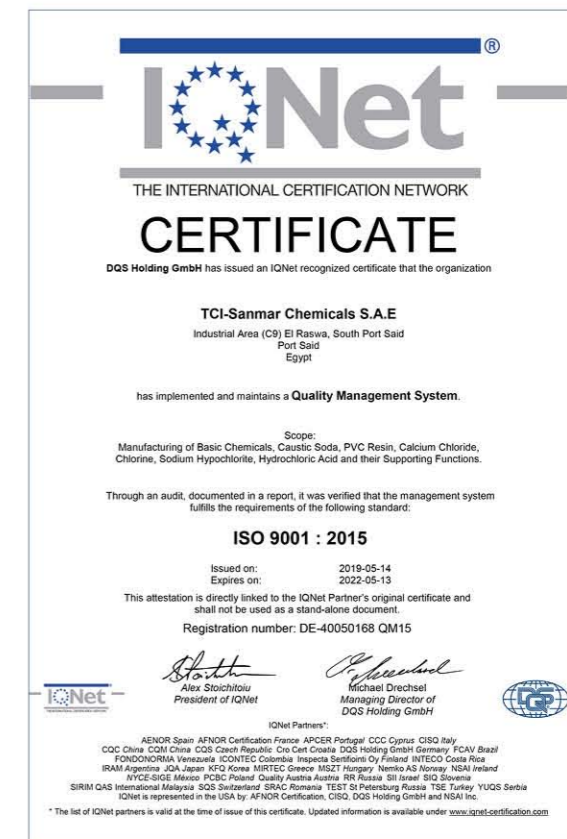 IQNet ®
THE INTERNATIONAL CERTIFICATION NETWORK
CERTIFICATE
DQS Holding GmbH has issued an IQNet recognized certificate that the organization
TCI-Sanmar Chemicals S.A.E
Industrial Area (C9) El Raswa, South Port Said
Port Said
Egypt
has implemented and maintains a Quality Management System.
Scope:
Manufacturing of Basic Chemicals, Caustic Soda, PVC Resin, Calcium Chloride,
Chlorine, Sodium Hypochlorite, Hydrochloric Acid and their Supporting Functions.
Through an audit, documented in a report, it was verified that the management system
fulfills the requirements of the following standard:
ISO 9001 : 2015
Issued on: 2019-05-14
Expires on: 2022-05-13
This attestation is directly linked to the IQNet Partner's original certificate and
shall not be used as a stand-alone document.
Registration number: DE-40050168 QM15
IQNet
Alex Stoichitoiu
President of IQNet
Michael Drechsel
Managing Director of
DQS Holding GmbH
DQS
IQNet Partners*:
AENOR Spain AFNOR Certification France APCER Portugal CCC Cyprus CISQ Italy
CQC China CQM China CQS Czech Republic Cro Cert Croatia DQS Holding GmbH Germany FCAV Brazil
FONDONORMA Venezuela ICONTEC Colombia Inspecta Sertifiointi Oy Finland INTECO Costa Rica
IRAM Argentina JQA Japan KFQ Korea MIRTEC Greece MSZT Hungary Nemko AS Norway NSAI Ireland
NYCE-SIGE México PCBC Poland Quality Austria Austria RR Russia SII Israel SIQ Slovenia
SIRIM QAS International Malaysia SQS Switzerland SRAC Romania TEST St Petersburg Russia TSE Turkey YUQS Serbia
IQNet is represented in the USA by: AFNOR Certification, CISQ, DQS Holding GmbH and NSAI Inc.
* The list of IQNet partners is valid at the time of issue of this certificate. Updated information is available under www.iqnet-certification.com